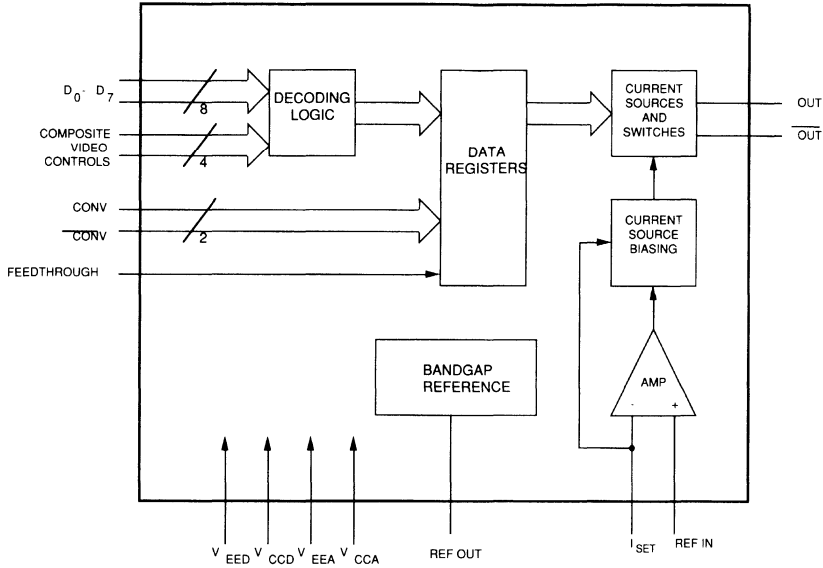 D0- D7
8
DECODING
LOGIC
COMPOSITE
VIDEO
CONTROLS
4
CONV
CONV
2
FEEDTHROUGH
DATA
REGISTERS
CURRENT
SOURCES
AND
SWITCHES
OUT
OUT
CURRENT
SOURCE
BIASING
BANDGAP
REFERENCE
AMP
- +
VEED VCCD VEEA VCCA
REF OUT
ISET
REF IN